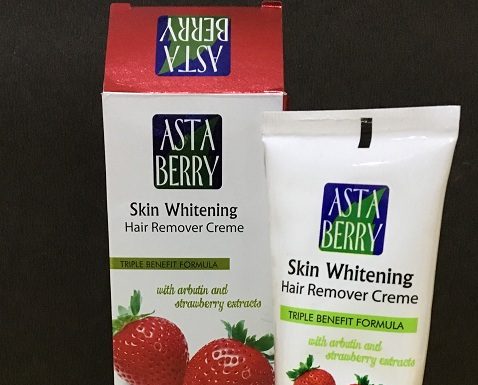 ASTA
BERRY
ASTA
BERRY
Skin Whitening
Hair Remover Creme
TRIPLE BENEFIT FORMULA
with arbutin and
strawberry extracts
ASTA
BERRY
Skin Whitening
Hair Remover Creme
TRIPLE BENEFIT FORMULA
with arbutin and
strawberry extracts